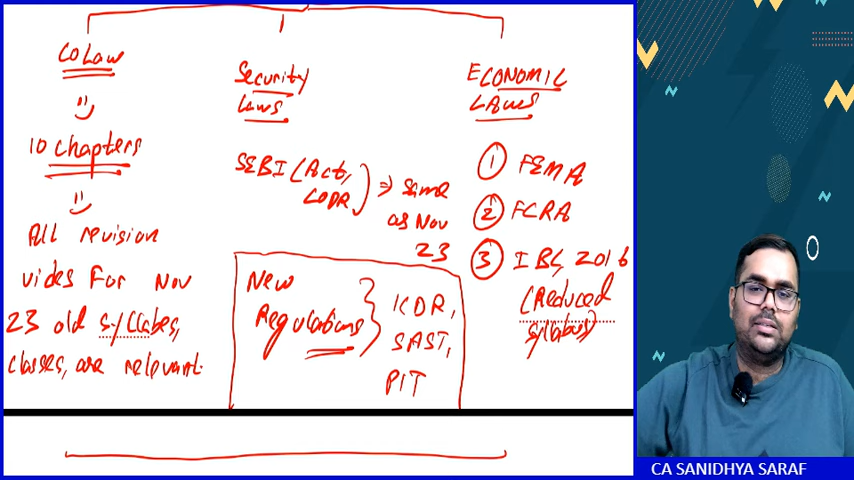 CO Law
10 Chapters
All revision
vides For Nov
23 old syllabes,
classes, are relevant.
Security
Laws
SEBI (Act,
LODR) => same
as Nov
23
New
Regulations } ICDR,
SAST,
PIT
ECONOMIC
LAWS
1 FEMA
2 FCRA
3 IBC, 2016
(Reduced
syllabus)
CA SANIDHYA SARAF